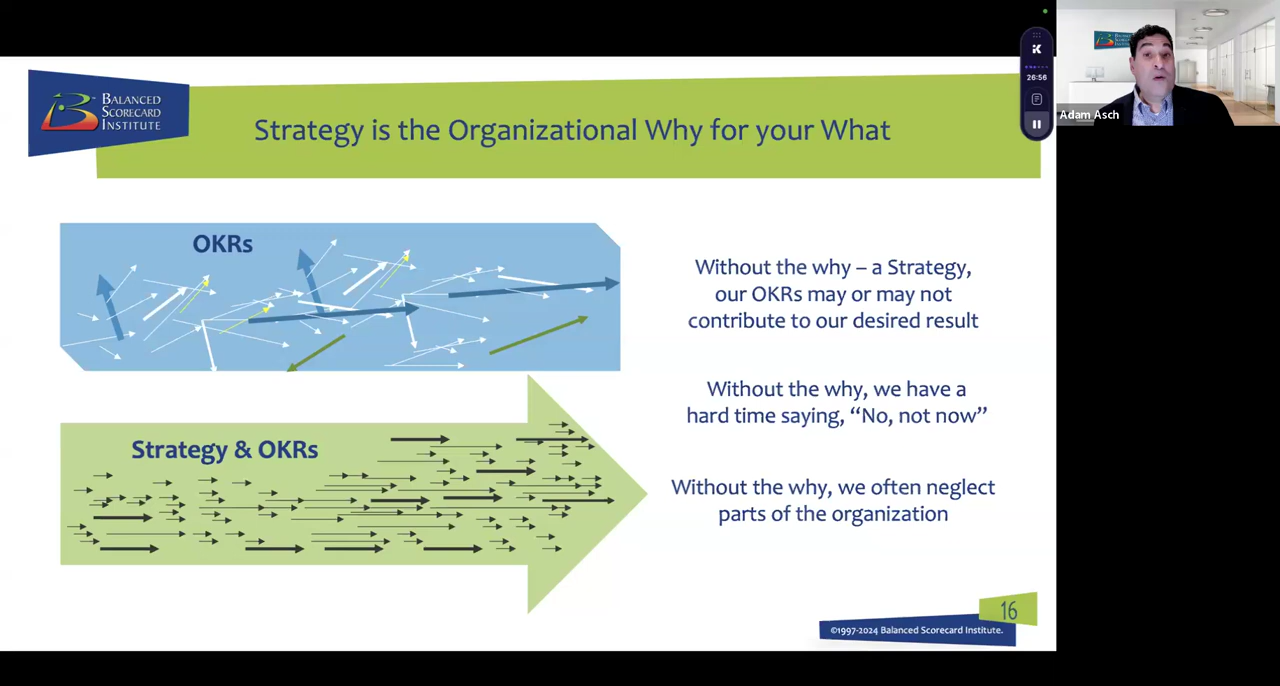 BALANCED
SCORECARD
INSTITUTE
Strategy is the Organizational Why for your What
K
26:56
Adam Asch
OKRs
Without the why – a Strategy,
our OKRs may or may not
contribute to our desired result
Without the why, we have a
hard time saying, “No, not now”
Strategy & OKRs
Without the why, we often neglect
parts of the organization
16
©1997-2024 Balanced Scorecard Institute.